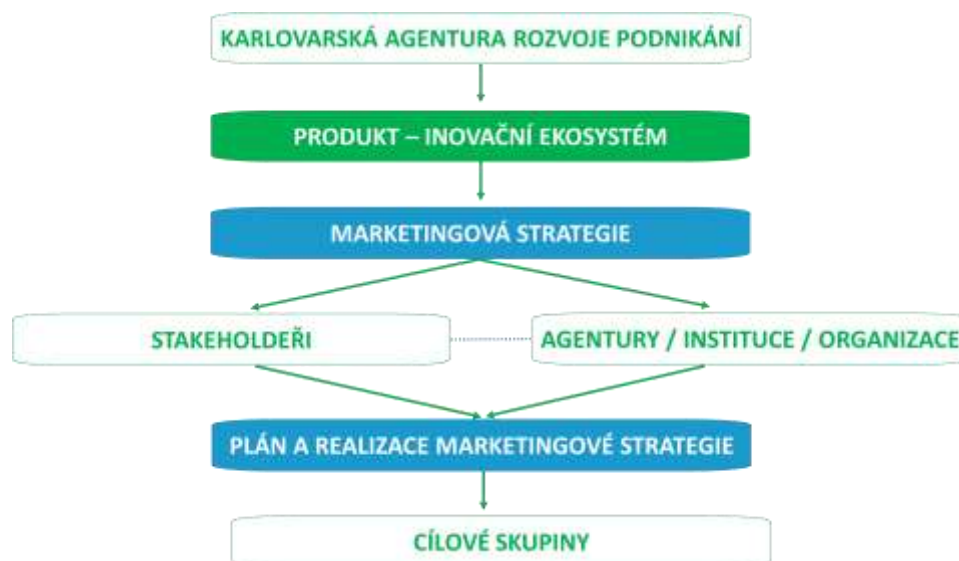 KARLOVARSKÁ AGENTURA ROZVOJE PODNIKÁNÍ
PRODUKT – INOVAČNÍ EKOSYSTÉM
MARKETINGOVÁ STRATEGIE
STAKEHOLDEŘI
AGENTURY / INSTITUCE / ORGANIZACE
PLÁN A REALIZACE MARKETINGOVÉ STRATEGIE
CÍLOVÉ SKUPINY